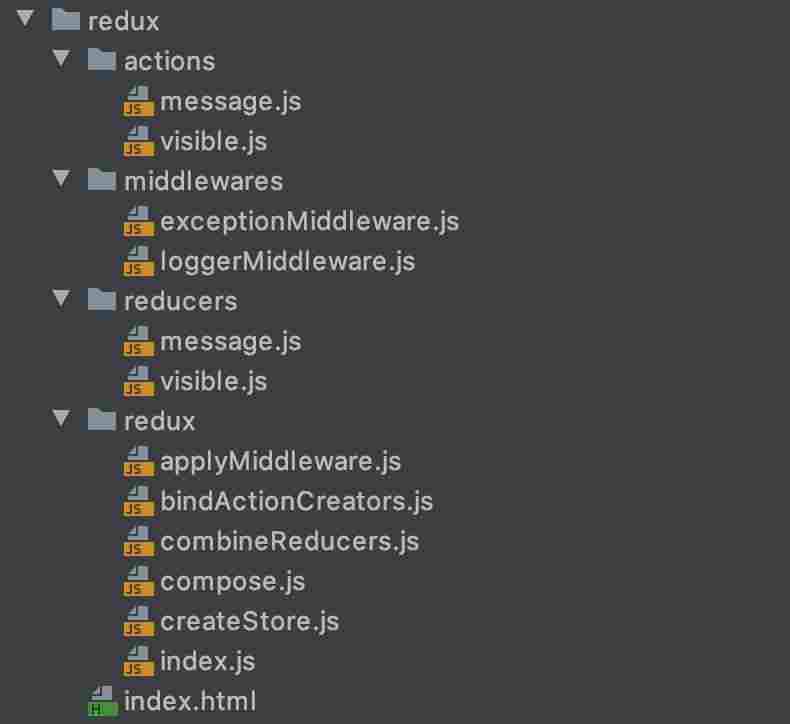 redux
actions
JS message.js
JS visible.js
middlewares
JS exceptionMiddleware.js
JS loggerMiddleware.js
reducers
JS message.js
JS visible.js
redux
JS applyMiddleware.js
JS bindActionCreators.js
JS combineReducers.js
JS compose.js
JS createStore.js
JS index.js
H index.html